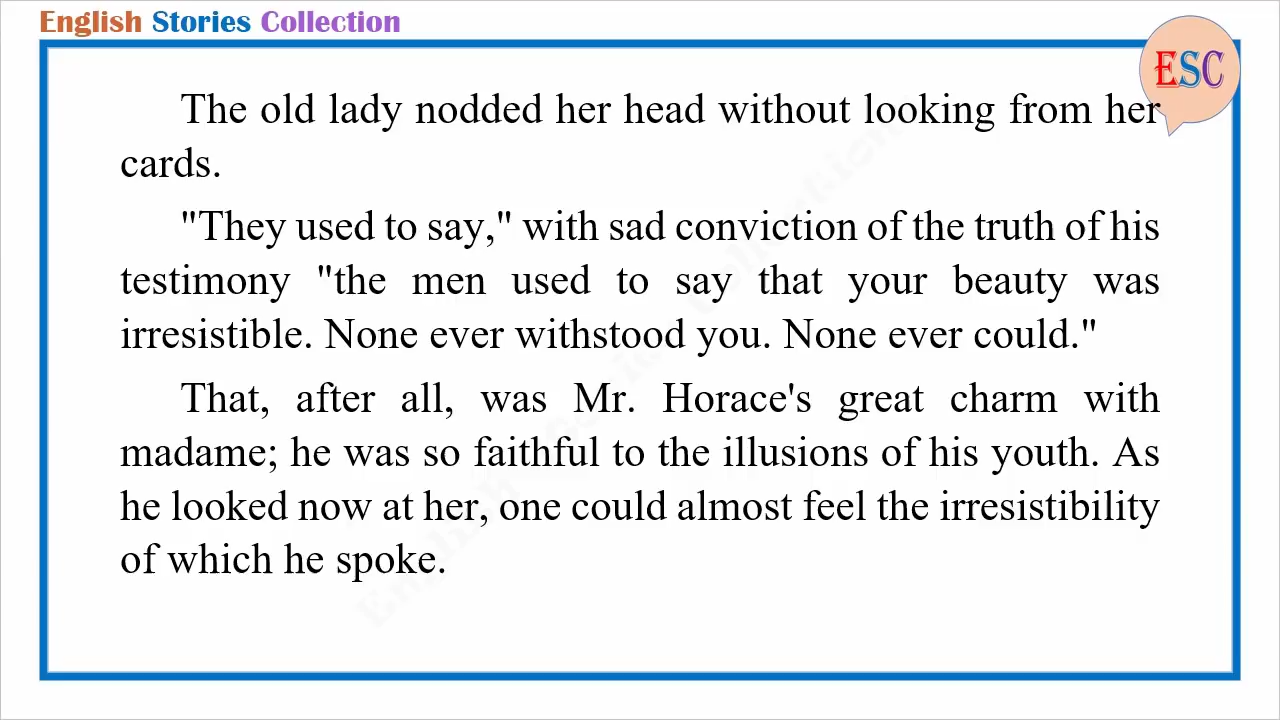 English Stories Collection
ESC
The old lady nodded her head without looking from her
cards.
"They used to say," with sad conviction of the truth of his
testimony "the men used to say that your beauty was
irresistible. None ever withstood you. None ever could."
That, after all, was Mr. Horace's great charm with
madame; he was so faithful to the illusions of his youth. As
he looked now at her, one could almost feel the irresistibility
of which he spoke.